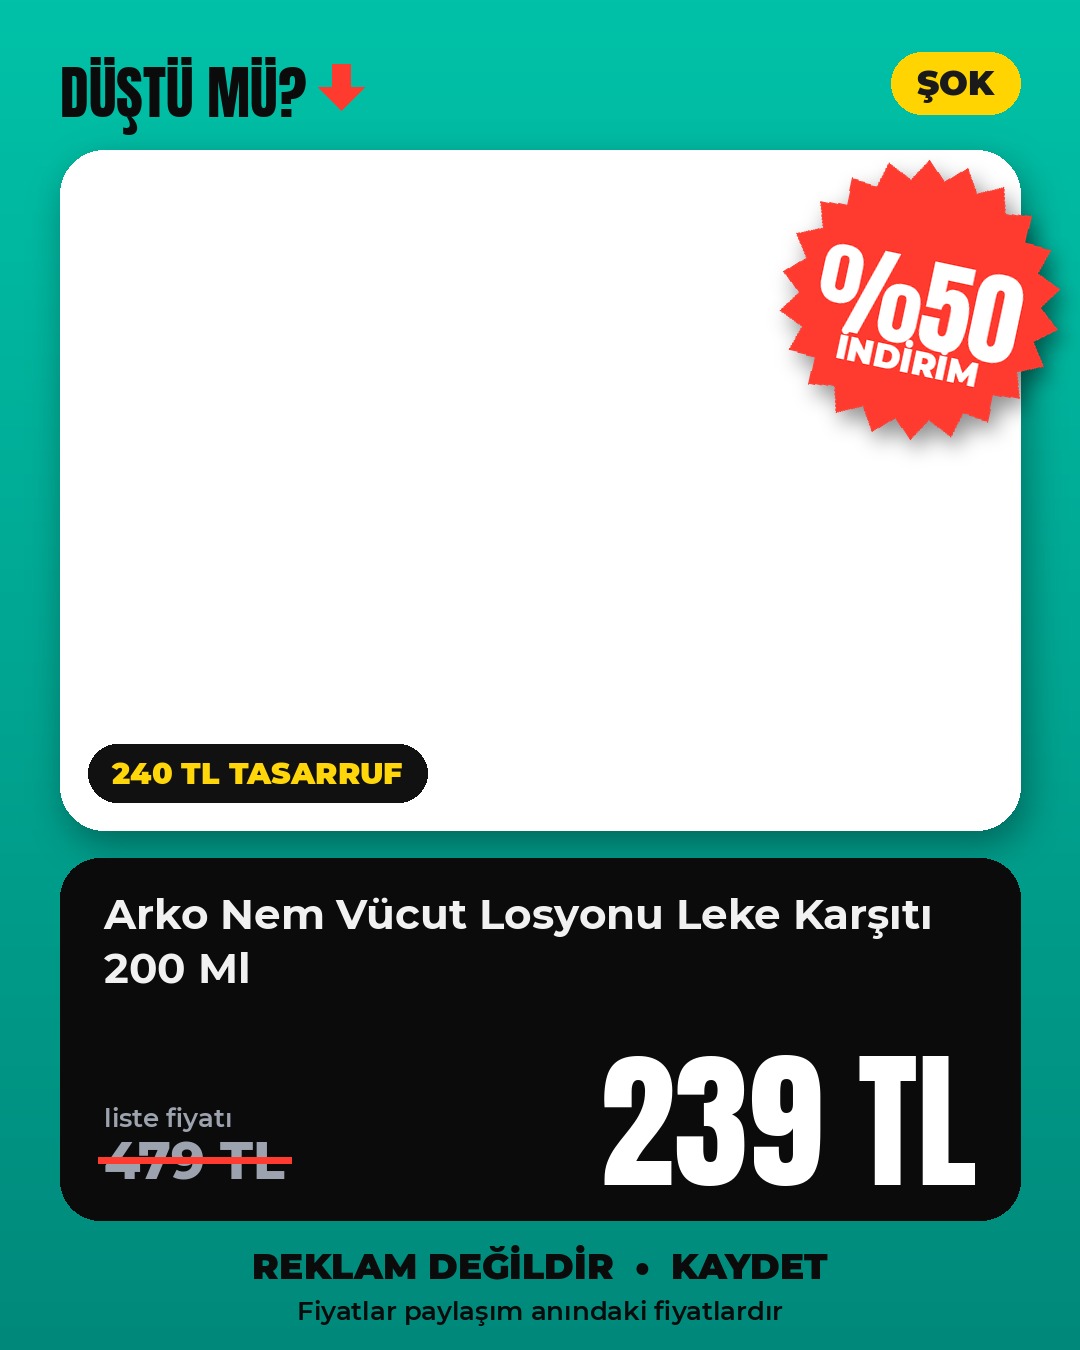 DÜŞTÜ MÜ?
ŞOK
%50
İNDİRİM
240 TL TASARRUF
Arko Nem Vücut Losyonu Leke Karşıtı
200 Ml
liste fiyatı
479 TL
239 TL
REKLAM DEĞİLDİR • KAYDET
Fiyatlar paylaşım anındaki fiyatlardır